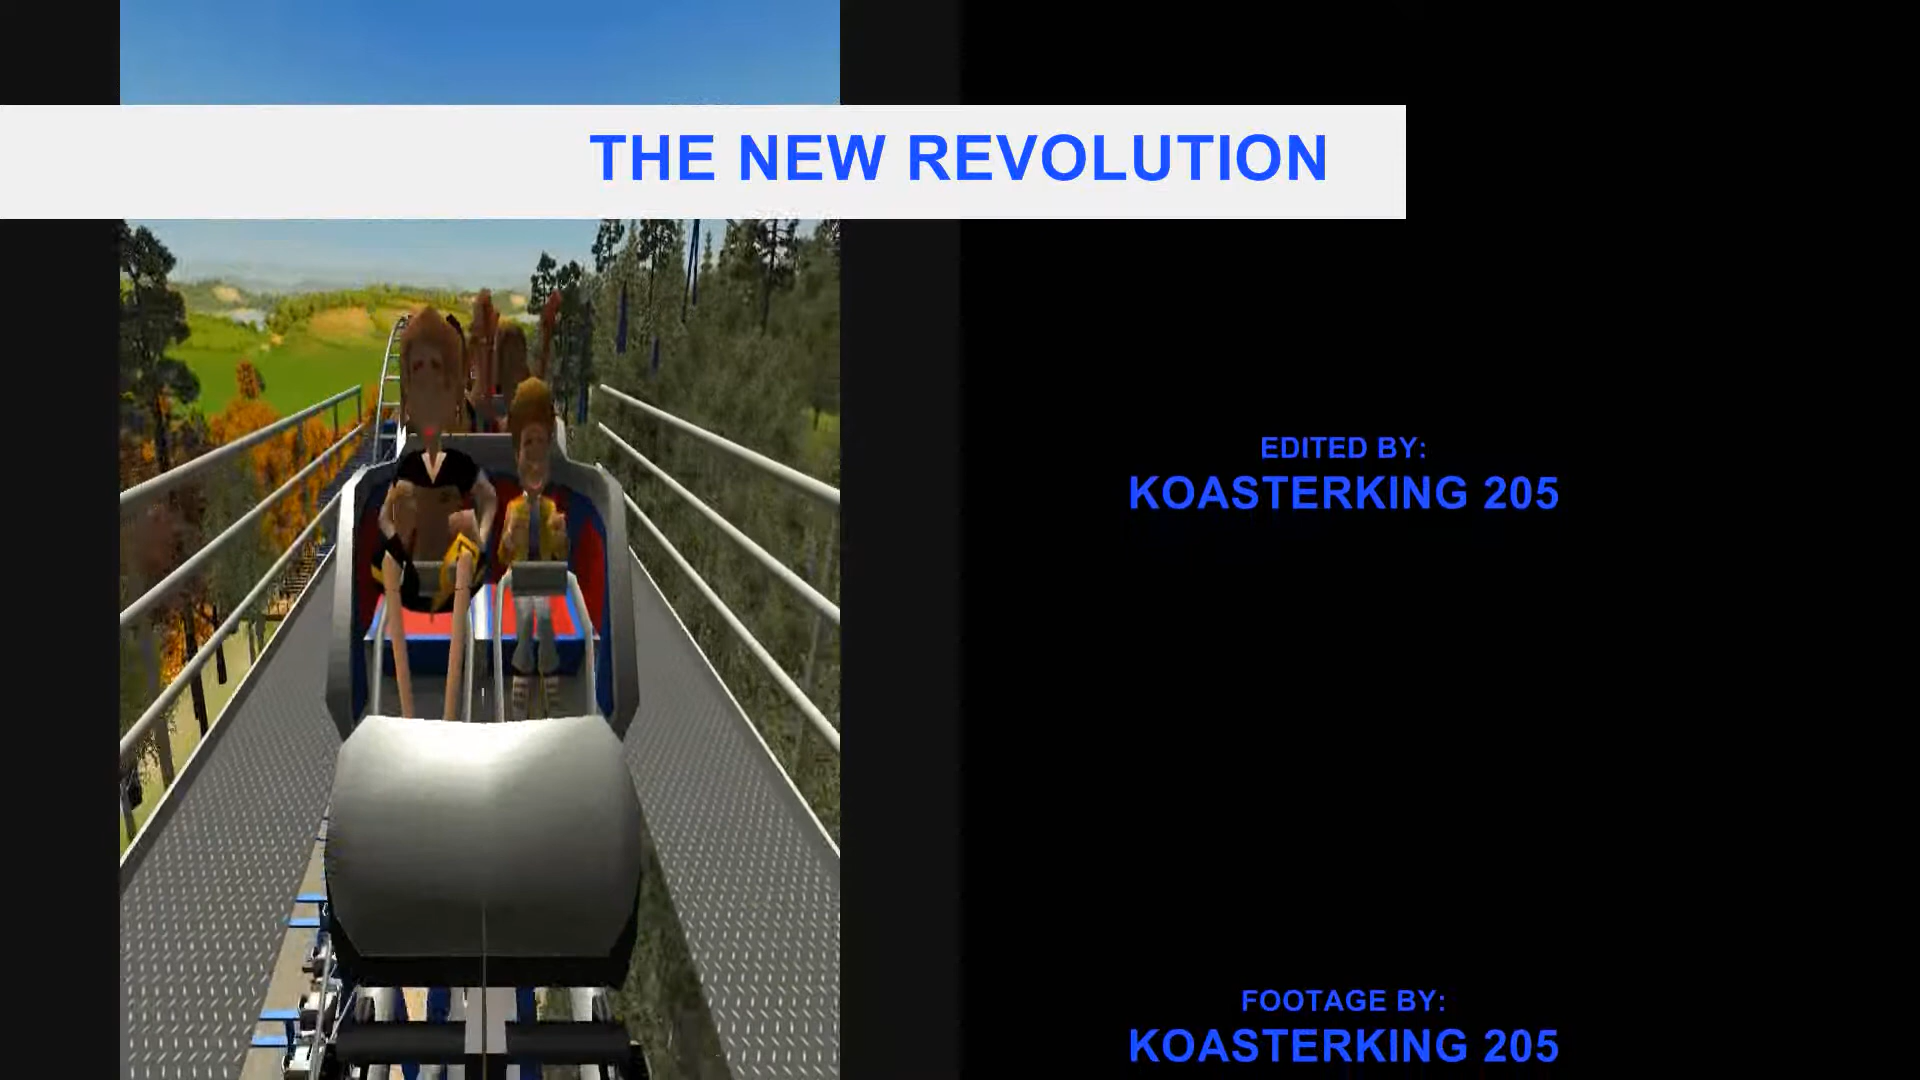 THE NEW REVOLUTION
EDITED BY:
KOASTERKING 205
FOOTAGE BY:
KOASTERKING 205